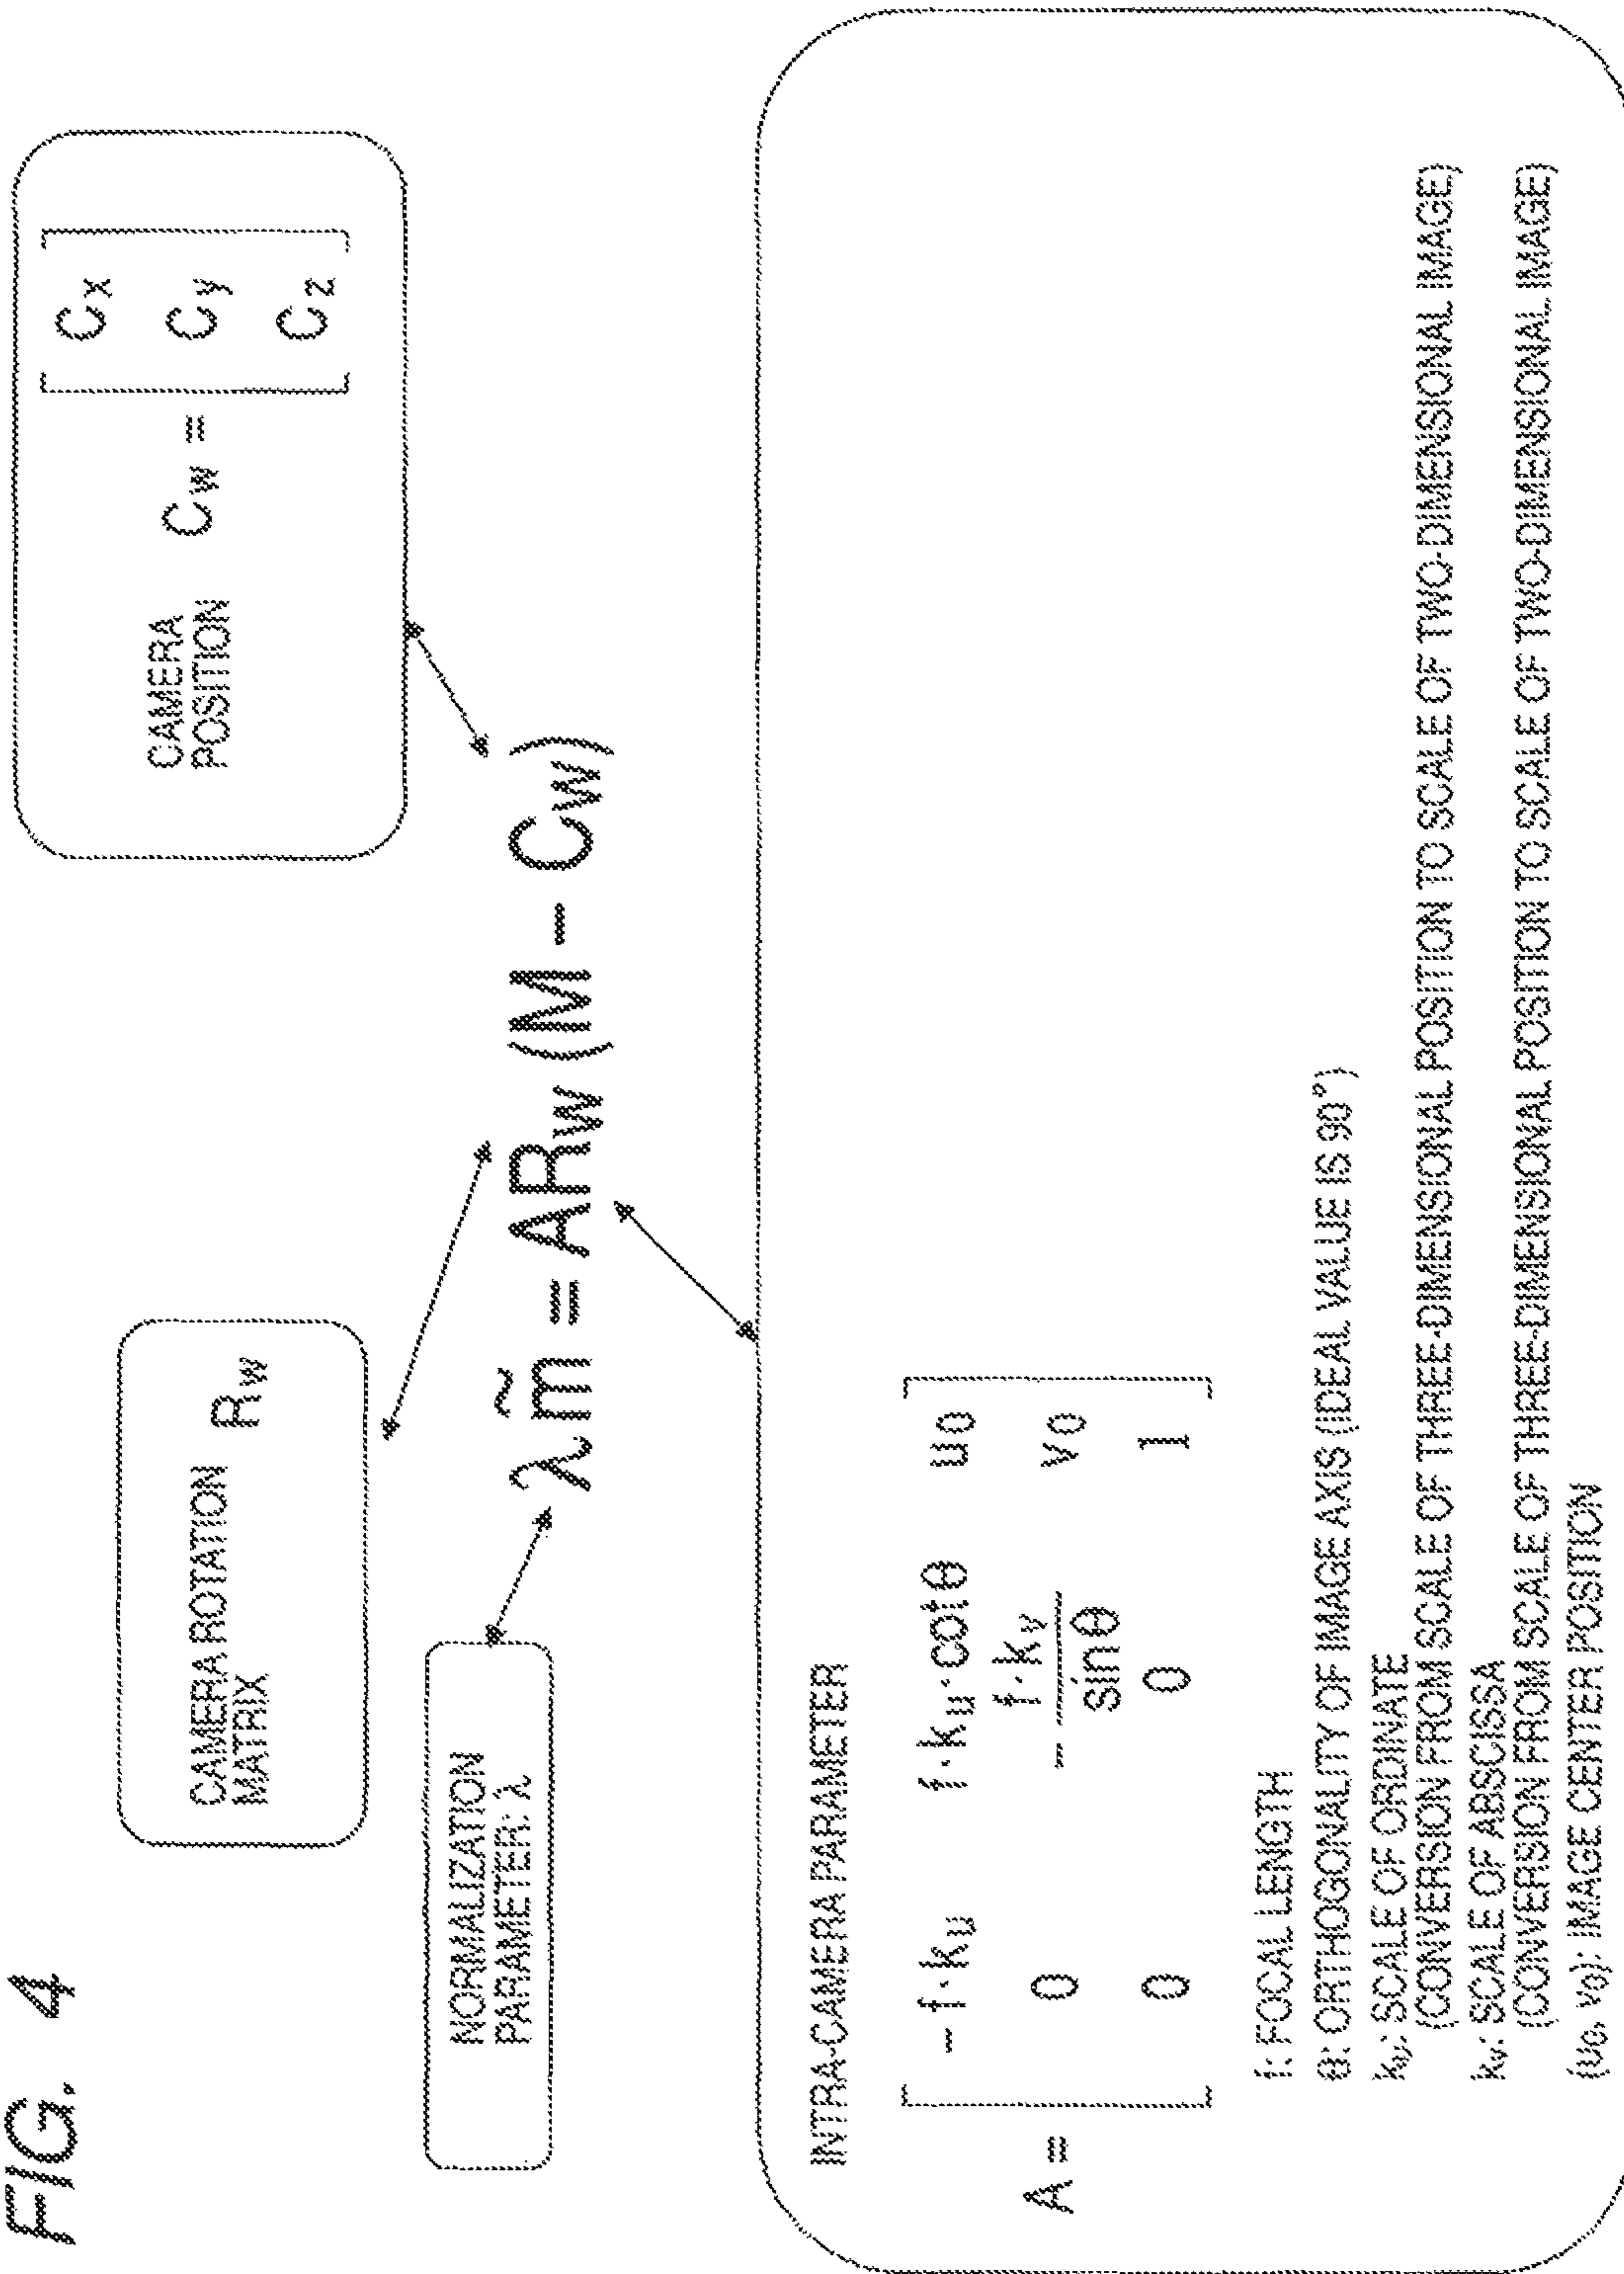 FIG. 4
CAMERA ROTATION
MATRIX Rw
CAMERA
POSITION Cw = [ Cx
Cy
Cz ]
NORMALIZATION
PARAMETER: λ
λm̃ = ARw (M − Cw)
INTRA-CAMERA PARAMETER
A = [ −f·ku f·ku·cotθ u0
0 − f·kv / sinθ v0
0 0 1 ]
f: FOCAL LENGTH
θ: ORTHOGONALITY OF IMAGE AXIS (IDEAL VALUE IS 90°)
ku: SCALE OF ORDINATE
(CONVERSION FROM SCALE OF THREE-DIMENSIONAL POSITION TO SCALE OF TWO-DIMENSIONAL IMAGE)
kv: SCALE OF ABSCISSA
(CONVERSION FROM SCALE OF THREE-DIMENSIONAL POSITION TO SCALE OF TWO-DIMENSIONAL IMAGE)
(u0, v0): IMAGE CENTER POSITION